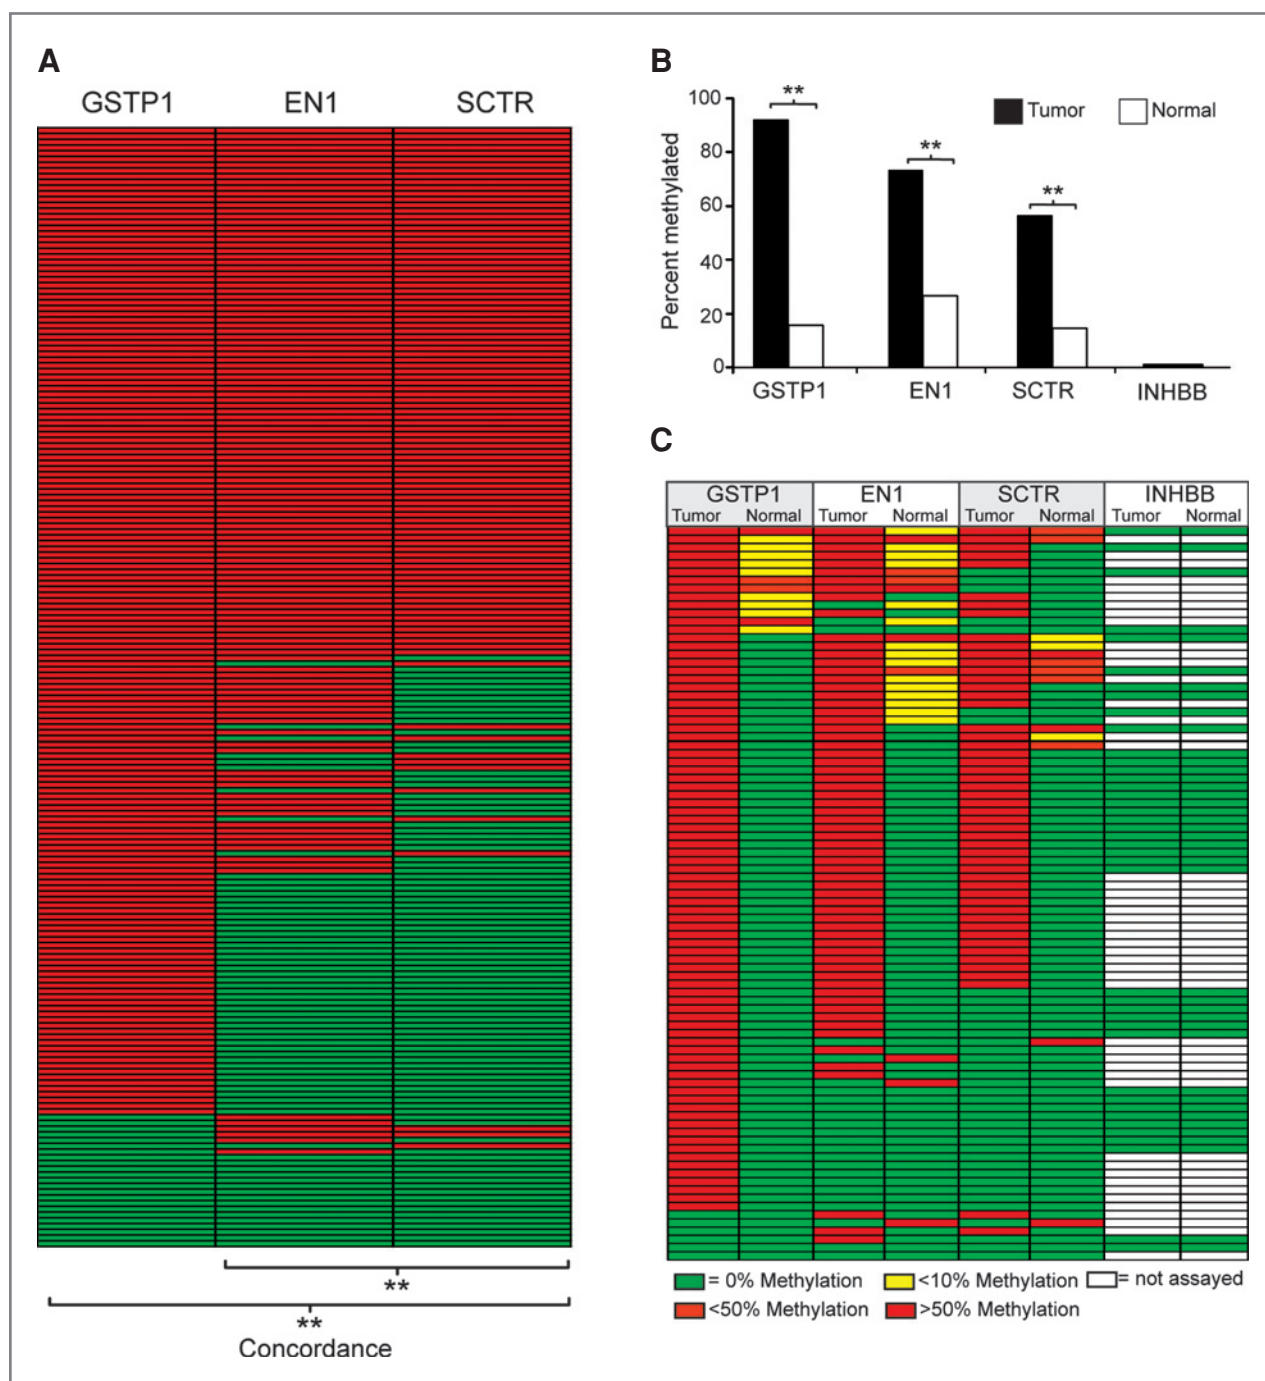 A
GSTP1 EN1 SCTR
**
**
Concordance
B
Percent methylated
100
80
60
40
20
0
** ** **
Tumor Normal
GSTP1 EN1 SCTR INHBB
C
GSTP1 EN1 SCTR INHBB
Tumor Normal Tumor Normal Tumor Normal Tumor Normal
= 0% Methylation <10% Methylation = not assayed
<50% Methylation >50% Methylation